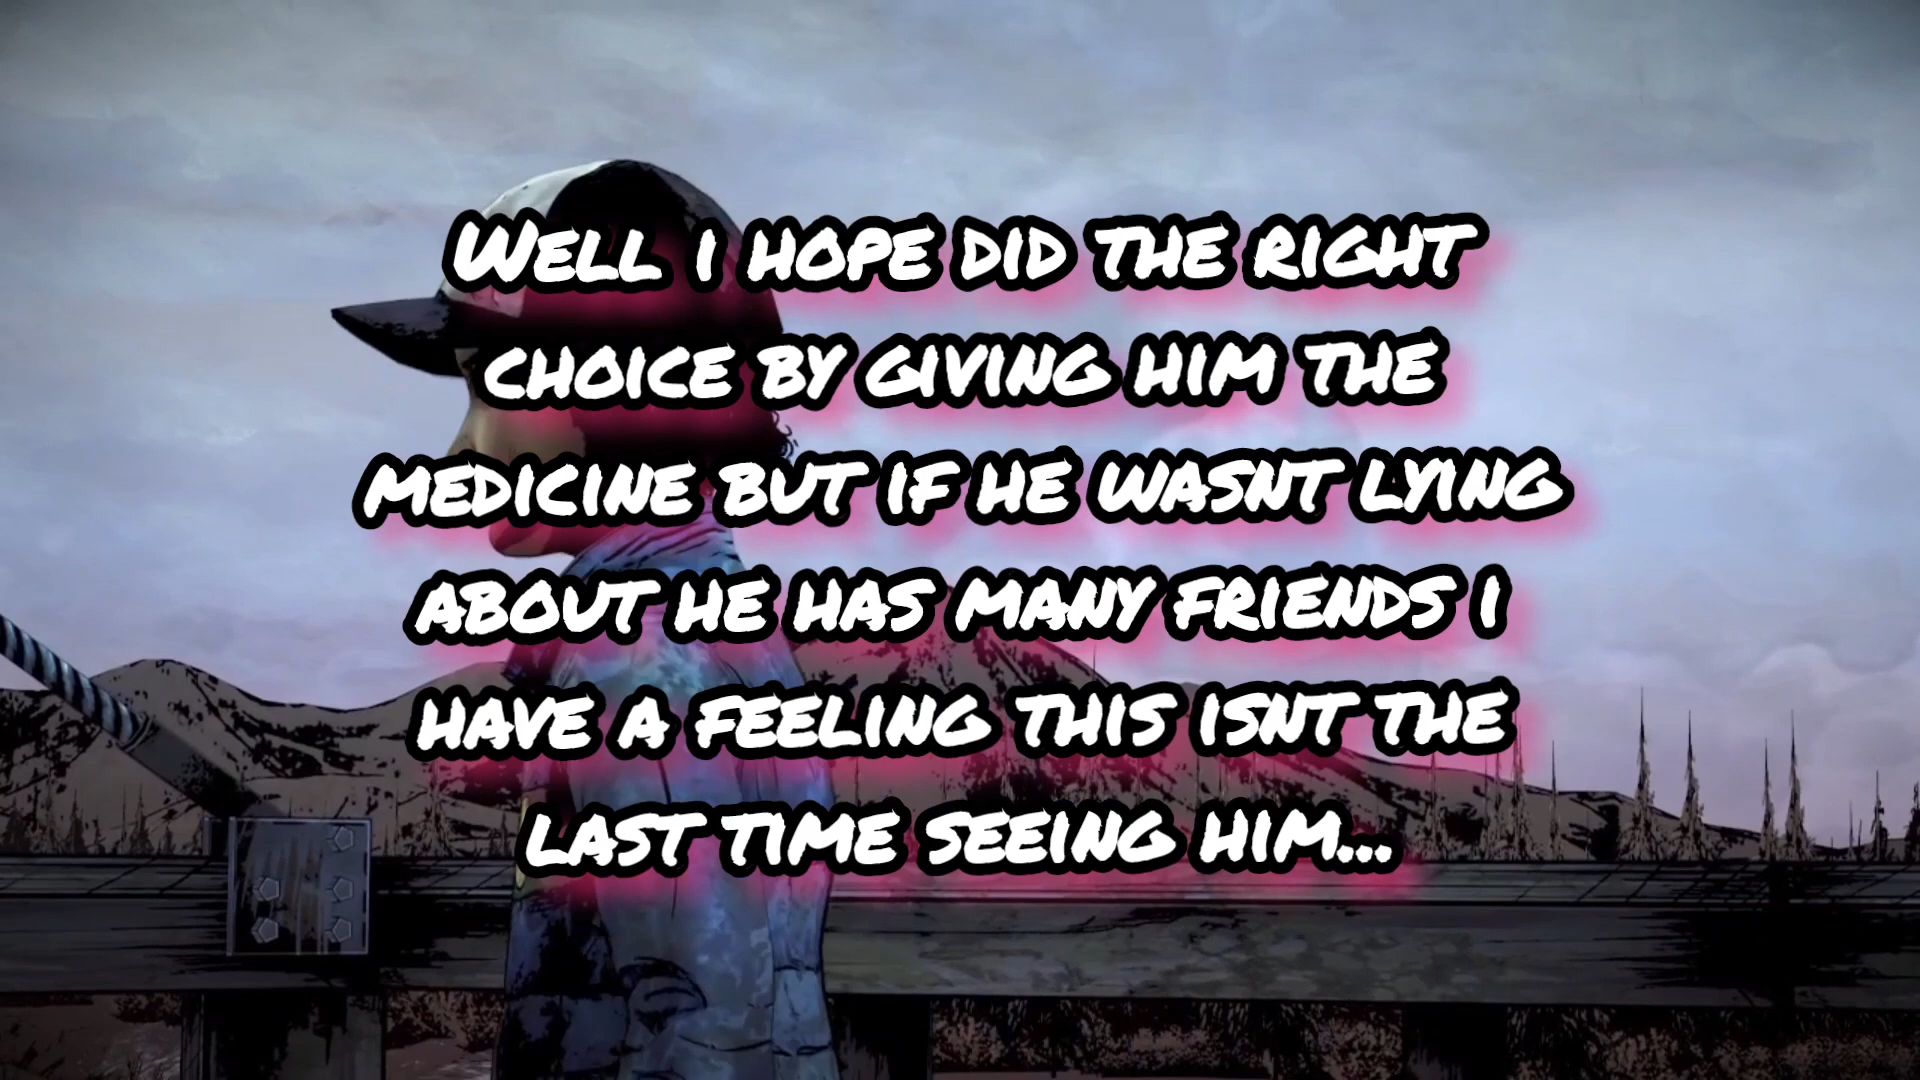 Well i hope did the right
choice by giving him the
medicine but if he wasnt lying
about he has many friends i
have a feeling this isnt the
last time seeing him...